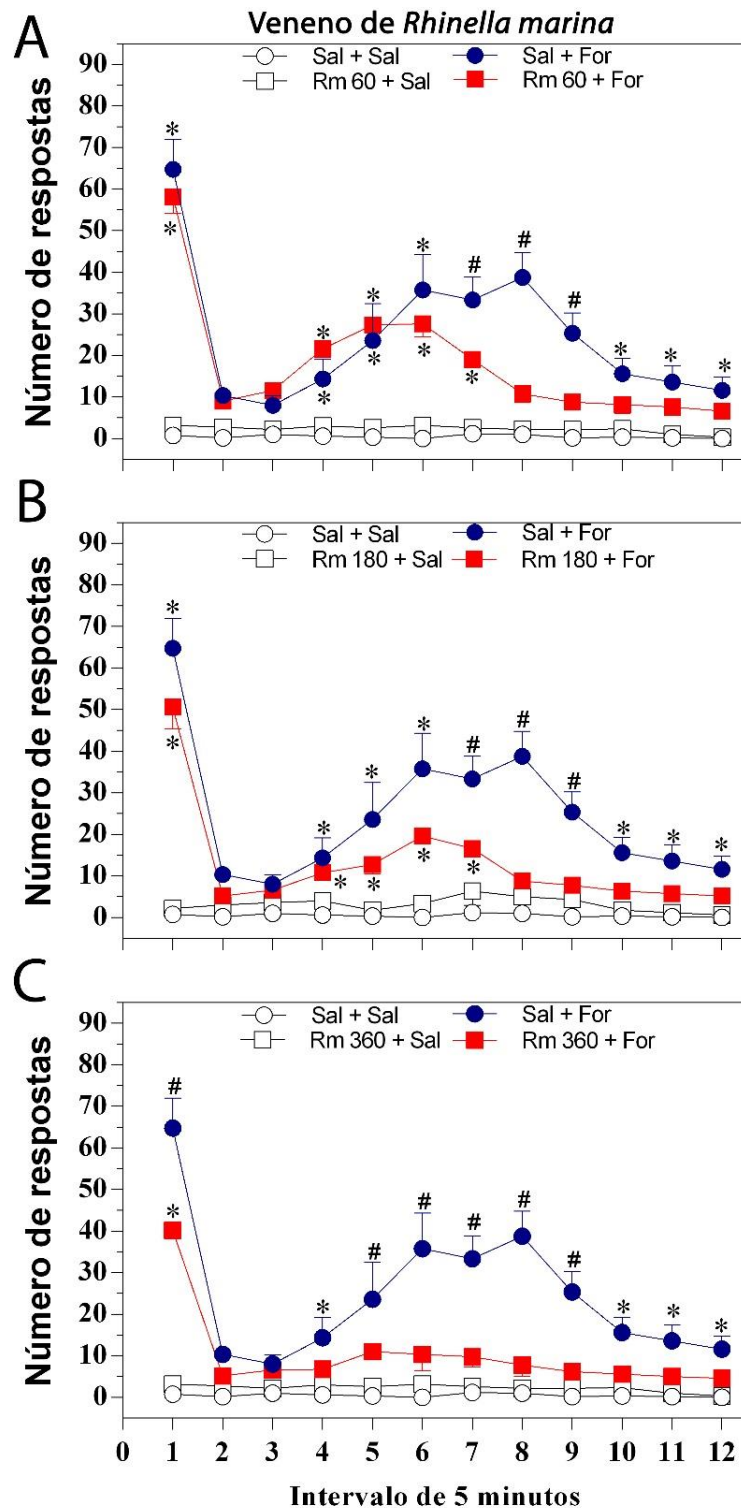 Veneno de Rhinella marina
A
Sal + Sal Sal + For
Rm 60 + Sal Rm 60 + For
Número de respostas
90
80
70
60
50
40
30
20
10
0
* * * * * * * * * # # # * * *
B
Sal + Sal Sal + For
Rm 180 + Sal Rm 180 + For
Número de respostas
90
80
70
60
50
40
30
20
10
0
* * * * * * * * * # # # * * *
C
Sal + Sal Sal + For
Rm 360 + Sal Rm 360 + For
Número de respostas
90
80
70
60
50
40
30
20
10
0
# * * # # # # # * * *
0 1 2 3 4 5 6 7 8 9 10 11 12
Intervalo de 5 minutos